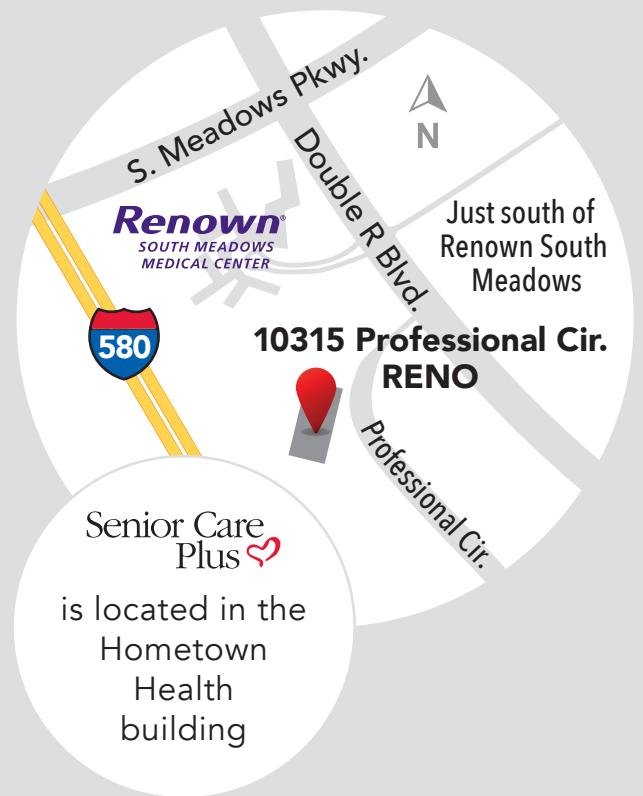 S. Meadows Pkwy.
N
Double R Blvd.
Renown®
SOUTH MEADOWS
MEDICAL CENTER
Just south of
Renown South
Meadows
580
10315 Professional Cir.
RENO
Professional Cir.
Senior Care
Plus
is located in the
Hometown
Health
building